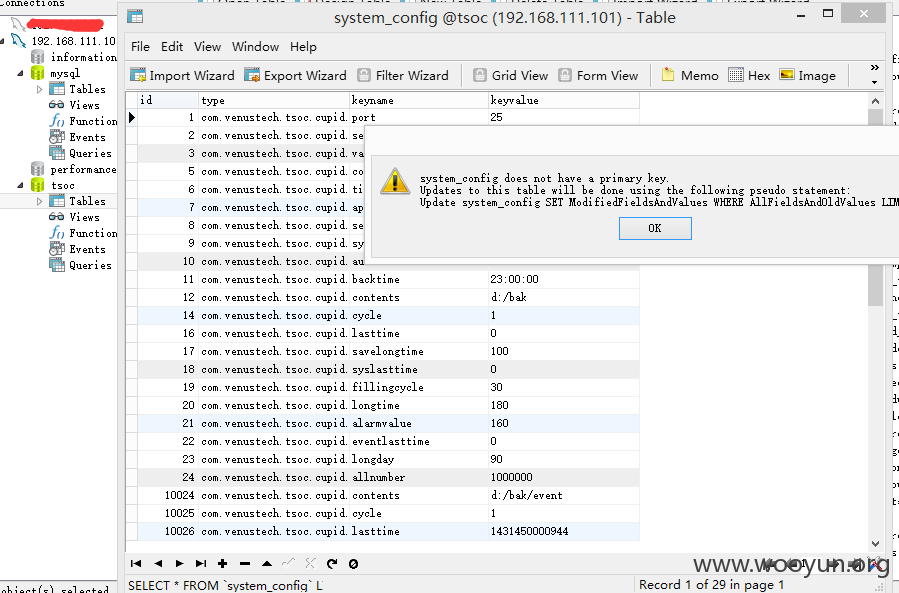 Connections
system_config @tsoc (192.168.111.101) - Table
192.168.111.10
information
mysql
Tables
Views
Function
Events
Queries
performance
tsoc
Tables
Views
Function
Events
Queries
File Edit View Window Help
Import Wizard Export Wizard Filter Wizard Grid View Form View Memo Hex Image »
id type keyname keyvalue
1 com.venustech.tsoc.cupid. port 25
2 com.venustech.tsoc.cupid. se
3 com.venustech.tsoc.cupid. va
5 com.venustech.tsoc.cupid. co
6 com.venustech.tsoc.cupid. ti
7 com.venustech.tsoc.cupid. ap
8 com.venustech.tsoc.cupid. se
9 com.venustech.tsoc.cupid. sy
10 com.venustech.tsoc.cupid. au
11 com.venustech.tsoc.cupid. backtime 23:00:00
12 com.venustech.tsoc.cupid. contents d:/bak
14 com.venustech.tsoc.cupid. cycle 1
16 com.venustech.tsoc.cupid. lasttime 0
17 com.venustech.tsoc.cupid. savelongtime 100
18 com.venustech.tsoc.cupid. syslasttime 0
19 com.venustech.tsoc.cupid. fillingcycle 30
20 com.venustech.tsoc.cupid. longtime 180
21 com.venustech.tsoc.cupid. alarmvalue 160
22 com.venustech.tsoc.cupid. eventlasttime 0
23 com.venustech.tsoc.cupid. longday 90
24 com.venustech.tsoc.cupid. allnumber 1000000
10024 com.venustech.tsoc.cupid. contents d:/bak/event
10025 com.venustech.tsoc.cupid. cycle 1
10026 com.venustech.tsoc.cupid. lasttime 1431450000944
system_config does not have a primary key.
Updates to this table will be done using the following pseudo statement:
Update system_config SET ModifiedFieldsAndValues WHERE AllFieldsAndOldValues LIM
OK
www.wooyun.org
SELECT * FROM `system_config` L
Record 1 of 29 in page 1
object(s) selected